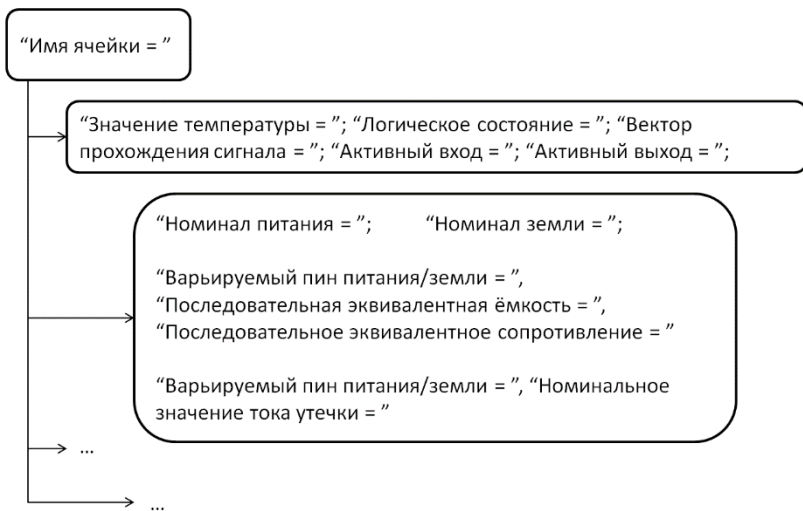 “Имя ячейки = ”
“Значение температуры = ”; “Логическое состояние = ”; “Вектор
прохождения сигнала = ”; “Активный вход = ”; “Активный выход = ”;
“Номинал питания = ”; “Номинал земли = ”;
“Варьируемый пин питания/земли = ”,
“Последовательная эквивалентная ёмкость = ”,
“Последовательное эквивалентное сопротивление = ”
“Варьируемый пин питания/земли = ”, “Номинальное
значение тока утечки = ”
...
...